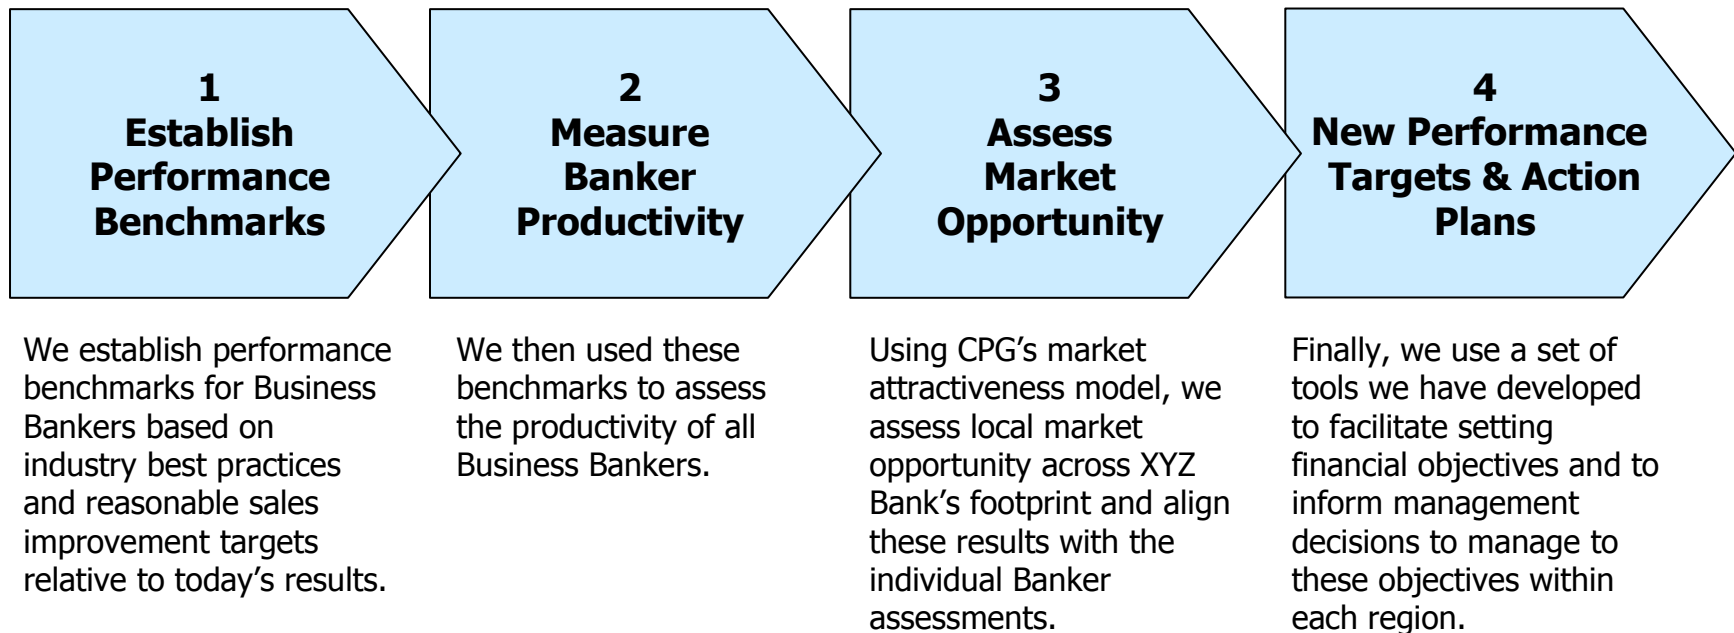 1
Establish
Performance
Benchmarks
2
Measure
Banker
Productivity
3
Assess
Market
Opportunity
4
New Performance
Targets & Action
Plans
We establish performance
benchmarks for Business
Bankers based on
industry best practices
and reasonable sales
improvement targets
relative to today’s results.
We then used these
benchmarks to assess
the productivity of all
Business Bankers.
Using CPG’s market
attractiveness model, we
assess local market
opportunity across XYZ
Bank’s footprint and align
these results with the
individual Banker
assessments.
Finally, we use a set of
tools we have developed
to facilitate setting
financial objectives and to
inform management
decisions to manage to
these objectives within
each region.